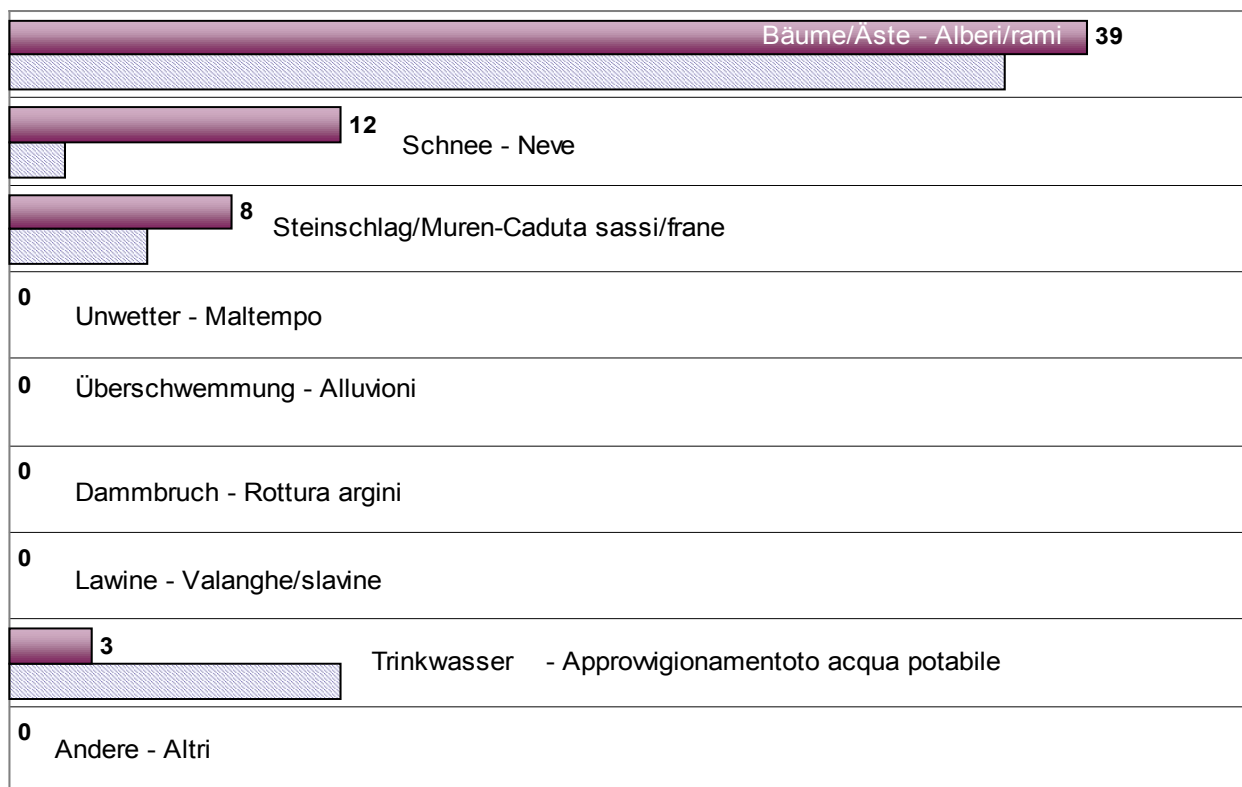 Bäume/Äste - Alberi/rami 39
12 Schnee - Neve
8 Steinschlag/Muren-Caduta sassi/frane
0 Unwetter - Maltempo
0 Überschwemmung - Alluvioni
0 Dammbruch - Rottura argini
0 Lawine - Valanghe/slavine
3 Trinkwasser - Approvvigionamentoto acqua potabile
0 Andere - Altri